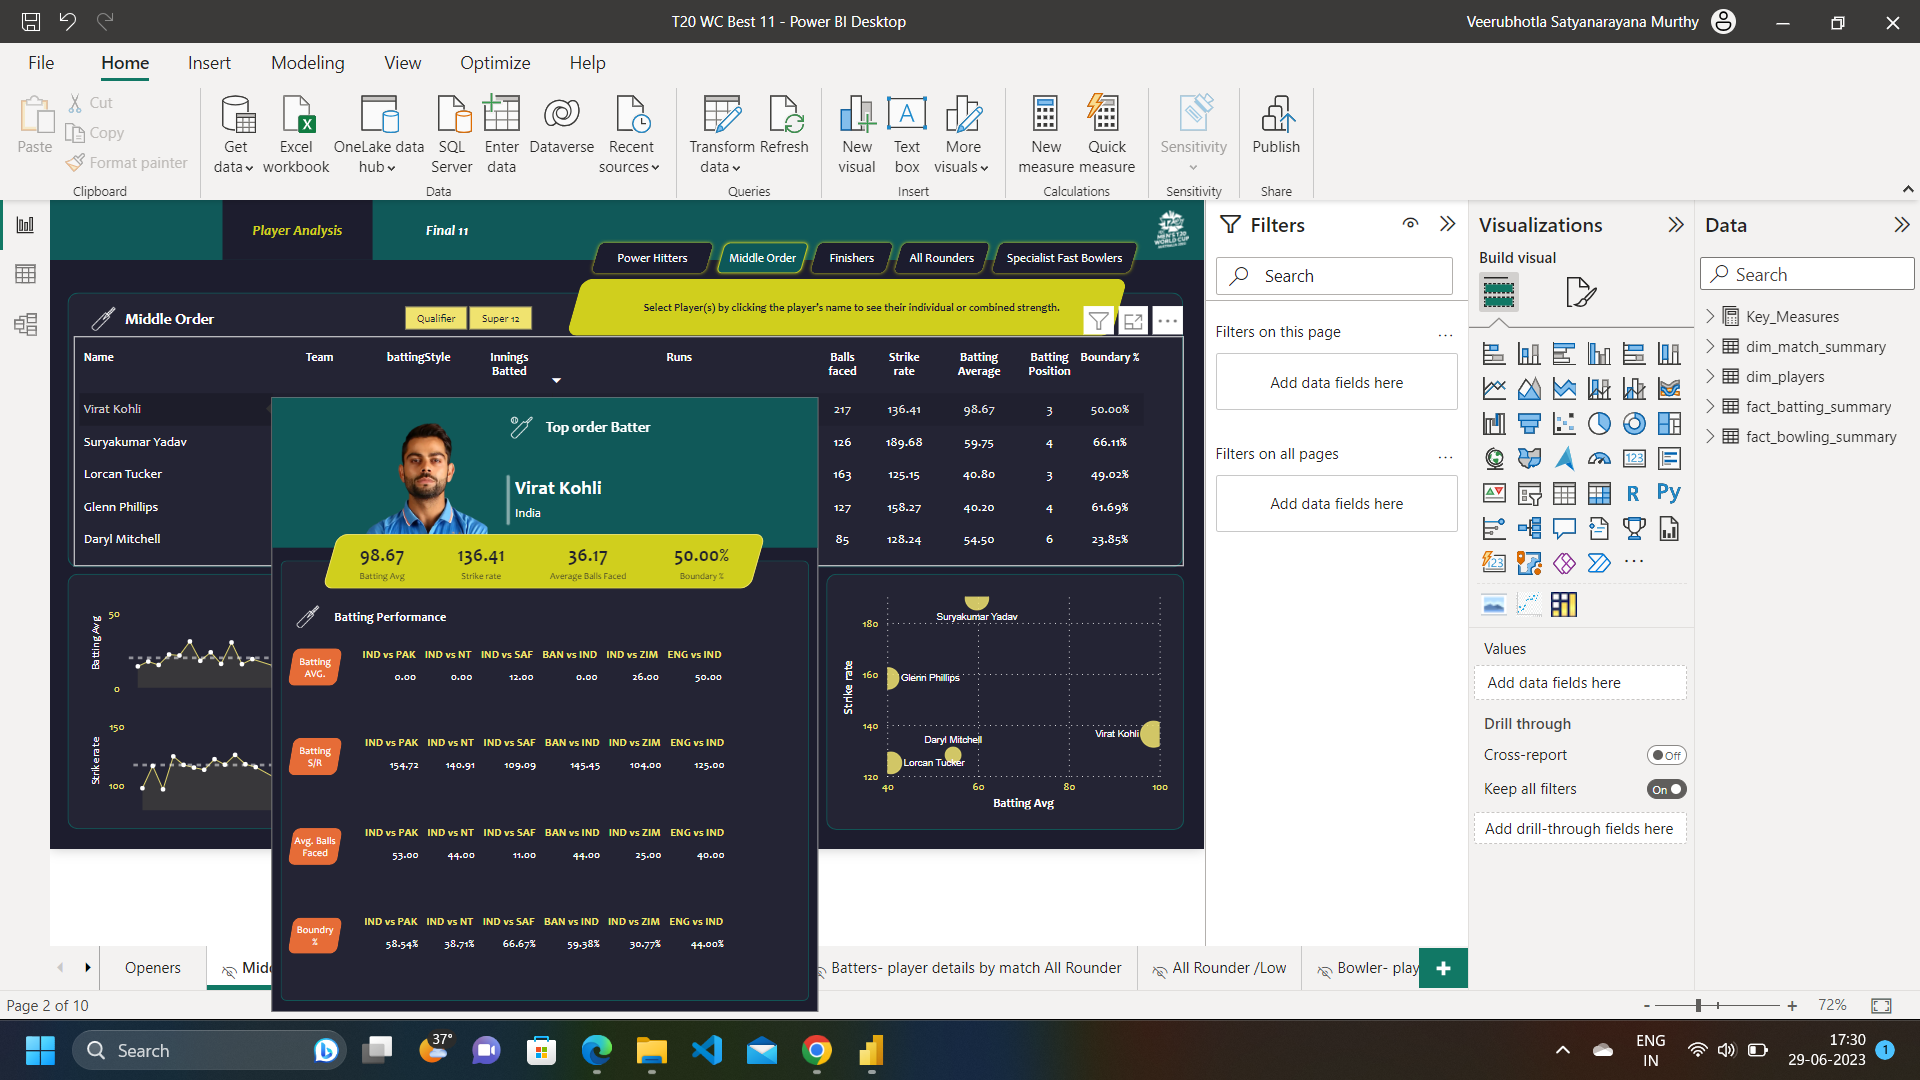 T20 WC Best 11 - Power BI Desktop
Veerubhotla Satyanarayana Murthy
File Home Insert Modeling View Optimize Help
Paste
Cut
Copy
Format painter
Clipboard
Get data
Excel workbook
OneLake data hub
SQL Server
Enter data
Dataverse
Recent sources
Data
Transform data
Refresh
Queries
New visual
Text box
More visuals
Insert
New measure
Quick measure
Calculations
Sensitivity
Sensitivity
Publish
Share
Player Analysis
Final 11
MEN'S T20
WORLD CUP
Power Hitters
Middle Order
Finishers
All Rounders
Specialist Fast Bowlers
Select Player(s) by clicking the player's name to see their individual or combined strength.
Middle Order
Qualifier
Super 12
Name Team battingStyle Innings Batted Runs Balls faced Strike rate Batting Average Batting Position Boundary %
Virat Kohli 217 136.41 98.67 3 50.00%
Suryakumar Yadav 126 189.68 59.75 4 66.11%
Lorcan Tucker 163 125.15 40.80 3 49.02%
Glenn Phillips 127 158.27 40.20 4 61.69%
Daryl Mitchell 85 128.24 54.50 6 23.85%
Top order Batter
Virat Kohli
India
98.67 136.41 36.17 50.00%
Batting Avg Strike rate Average Balls Faced Boundary %
Batting Performance
Batting AVG.
IND vs PAK IND vs NT IND vs SAF BAN vs IND IND vs ZIM ENG vs IND
0.00 0.00 12.00 0.00 26.00 50.00
Batting S/R
IND vs PAK IND vs NT IND vs SAF BAN vs IND IND vs ZIM ENG vs IND
154.72 140.91 109.09 145.45 104.00 125.00
Avg. Balls Faced
IND vs PAK IND vs NT IND vs SAF BAN vs IND IND vs ZIM ENG vs IND
53.00 44.00 11.00 44.00 25.00 40.00
Boundry %
IND vs PAK IND vs NT IND vs SAF BAN vs IND IND vs ZIM ENG vs IND
58.54% 38.71% 66.67% 59.38% 30.77% 44.00%
Batting Avg
50
0
Strike rate
150
100
Strike rate
180
160
140
120
Suryakumar Yadav
Glenn Phillips
Virat Kohli
Daryl Mitchell
Lorcan Tucker
40 60 80 100
Batting Avg
Filters
Search
Filters on this page
Add data fields here
Filters on all pages
Add data fields here
Visualizations
Build visual
R Py
Values
Add data fields here
Drill through
Cross-report
Off
Keep all filters
On
Add drill-through fields here
Data
Search
Key_Measures
dim_match_summary
dim_players
fact_batting_summary
fact_bowling_summary
Openers
Midd
Batters- player details by match All Rounder
All Rounder /Low
Bowler- play
Page 2 of 10
72%
Search
37°
ENG
IN
17:30
29-06-2023
1